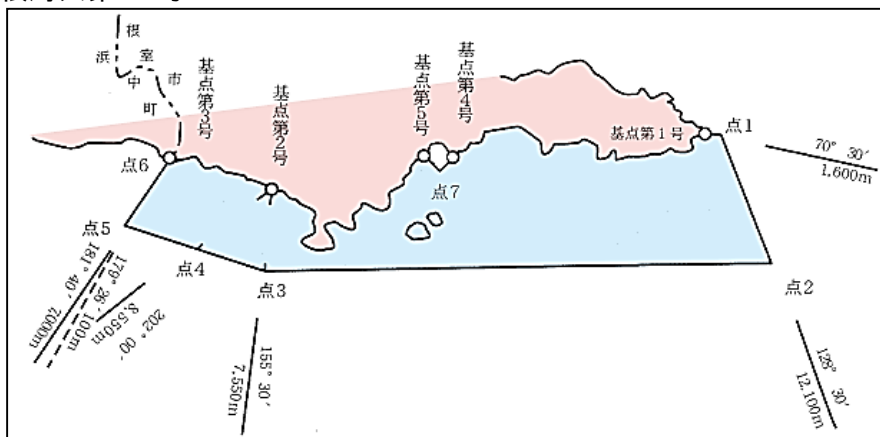 根室市
浜中町
基点第3号
基点第2号
基点第5号
基点第4号
基点第1号
点1
70° 30′
1.600m
点6
点7
点5
点4
点3
点2
181° 40′ 7000m
179° 26′ 100m
8,550m
202° 00′
155° 30′
7.550m
128° 30′
12.100m